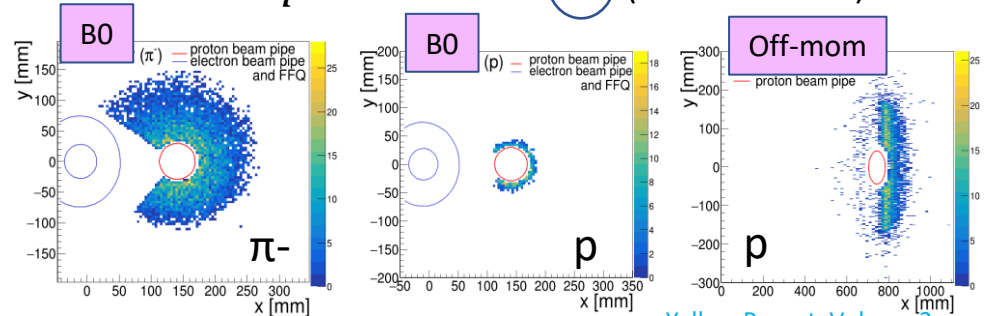 p
B0
(π-)
proton beam pipe
electron beam pipe
and FFQ
y [mm]
150
100
50
0
−50
−100
−150
0 50 100 150 200 250 300
x [mm]
0 5 10 15 20 25
π-
B0
(p)
proton beam pipe
electron beam pipe
and FFQ
y [mm]
200
150
100
50
0
−50
−100
−150
−200
−50 0 50 100 150 200 250 300 350
x [mm]
0 2 4 6 8 10 12 14 16 18
p
Off-mom
proton beam pipe
y [mm]
300
200
100
0
−100
−200
−300
0 200 400 600 800 1000
x [mm]
0 5 10 15 20 25
p